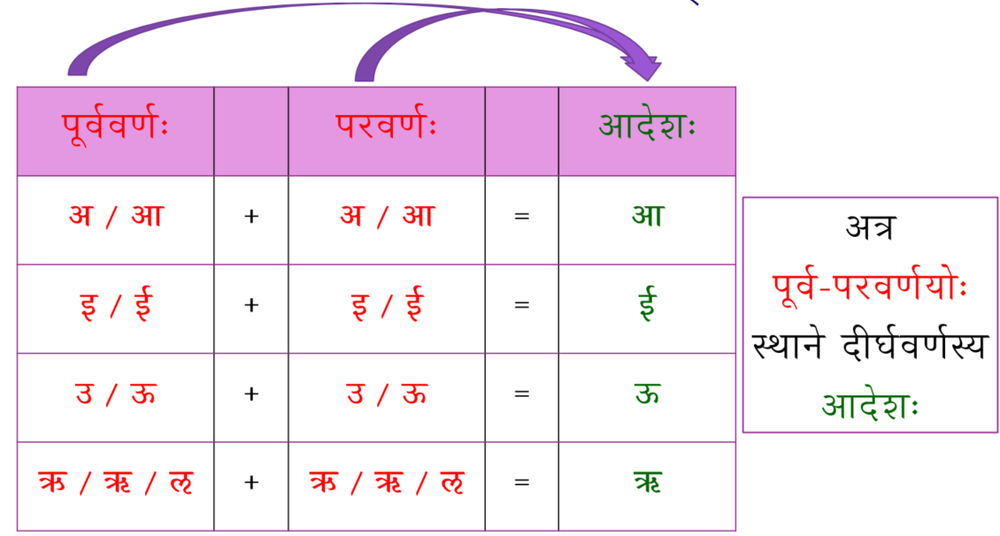 पूर्ववर्णः परवर्णः आदेशः
अ / आ + अ / आ = आ
इ / ई + इ / ई = ई
उ / ऊ + उ / ऊ = ऊ
ऋ / ॠ / ऌ + ऋ / ॠ / ऌ = ॠ
अत्र
पूर्व-परवर्णयोः
स्थाने दीर्घवर्णस्य
आदेशः